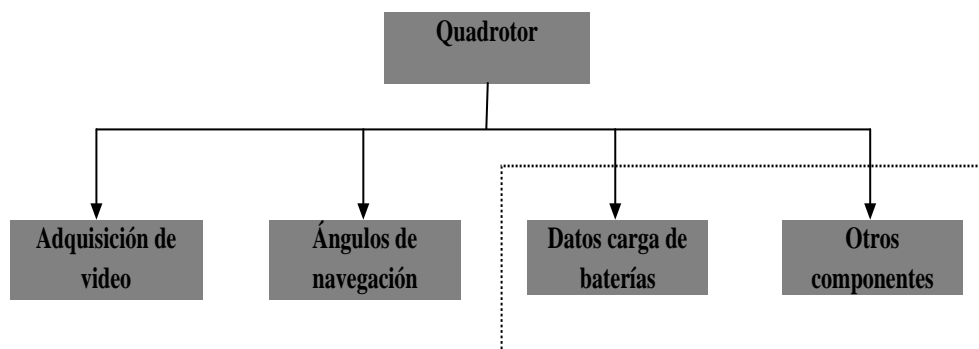 Quadrotor
Adquisición de
video
Ángulos de
navegación
Datos carga de
baterías
Otros
componentes